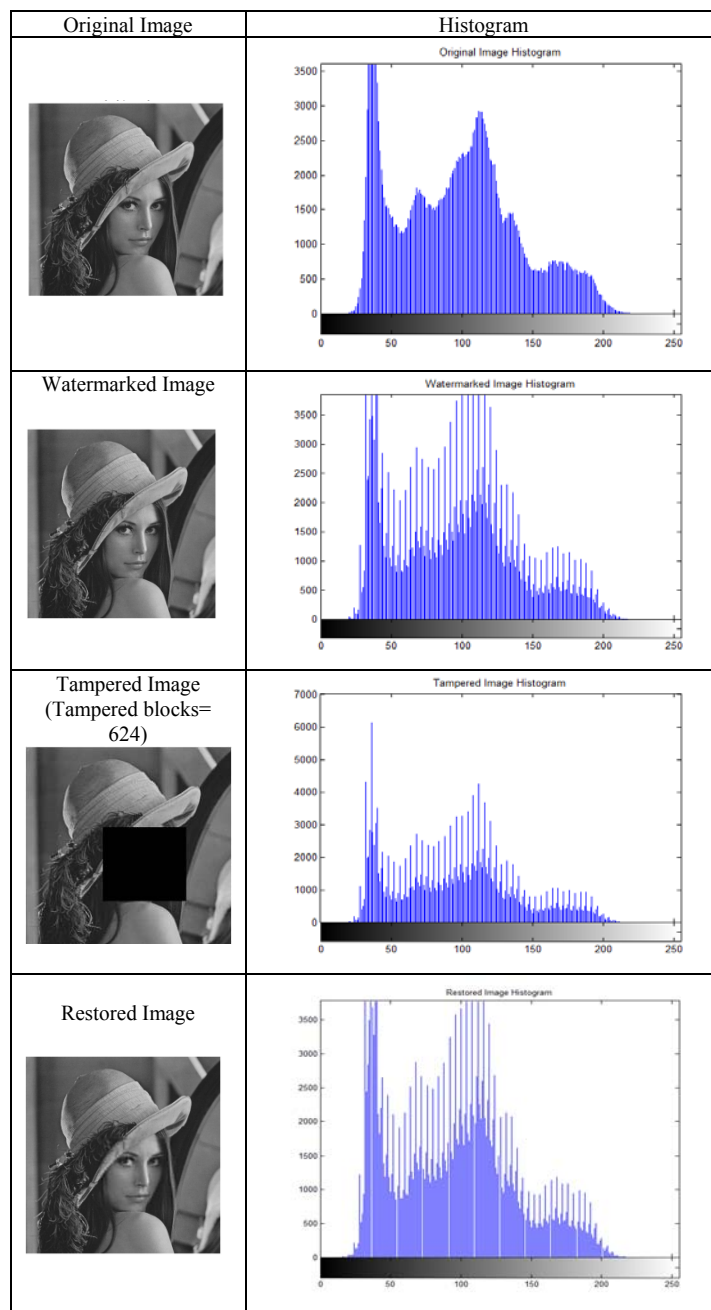 Original Image
Histogram
Original Image Histogram
3500
3000
2500
2000
1500
1000
500
0
0 50 100 150 200 250
Watermarked Image
Watermarked Image Histogram
3500
3000
2500
2000
1500
1000
500
0
0 50 100 150 200 250
Tampered Image
(Tampered blocks=
624)
Tampered Image Histogram
7000
6000
5000
4000
3000
2000
1000
0
0 50 100 150 200 250
Restored Image
Restored Image Histogram
3500
3000
2500
2000
1500
1000
500
0
0 50 100 150 200 250